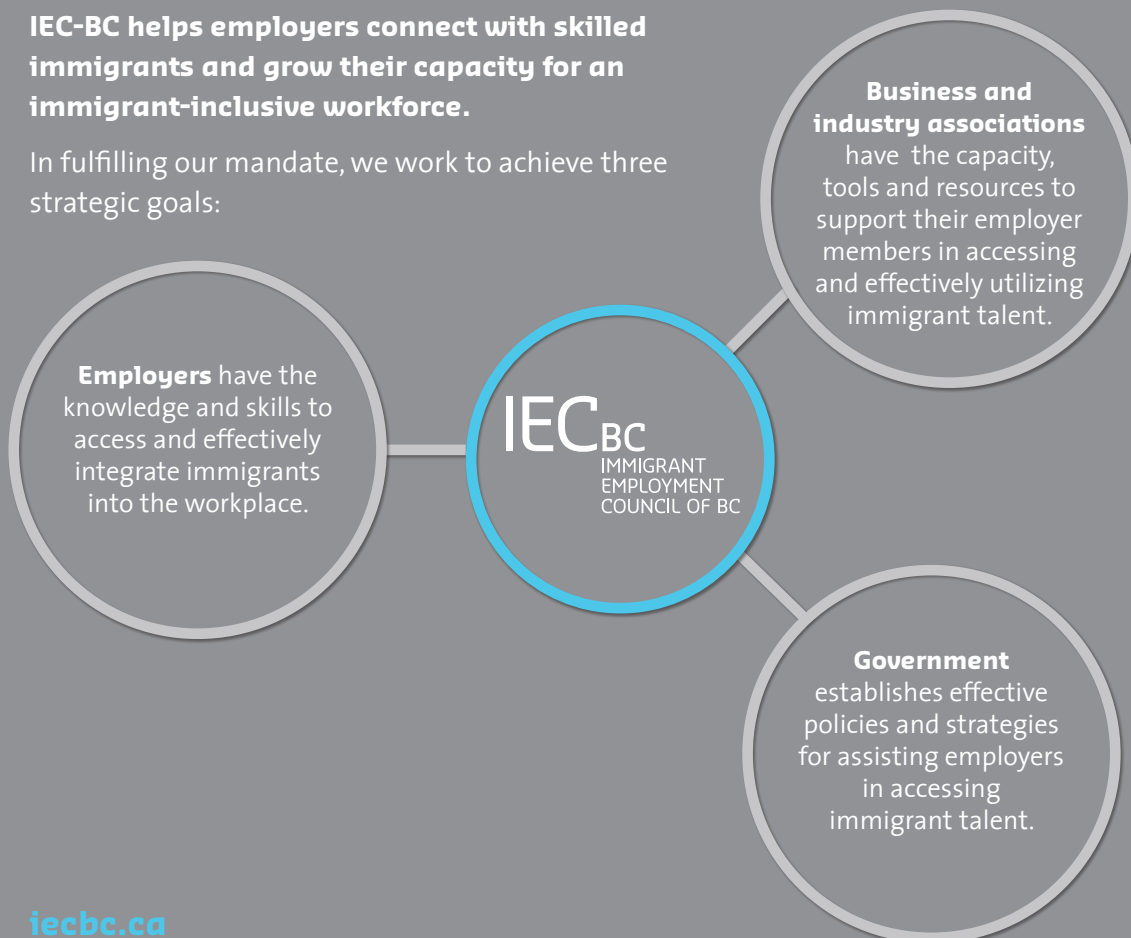 IEC-BC helps employers connect with skilled
immigrants and grow their capacity for an
immigrant-inclusive workforce.
In fulfilling our mandate, we work to achieve three
strategic goals:
Business and
industry associations
have the capacity,
tools and resources to
support their employer
members in accessing
and effectively utilizing
immigrant talent.
Employers have the
knowledge and skills to
access and effectively
integrate immigrants
into the workplace.
IEC BC
IMMIGRANT
EMPLOYMENT
COUNCIL OF BC
Government
establishes effective
policies and strategies
for assisting employers
in accessing
immigrant talent.
iecbc.ca